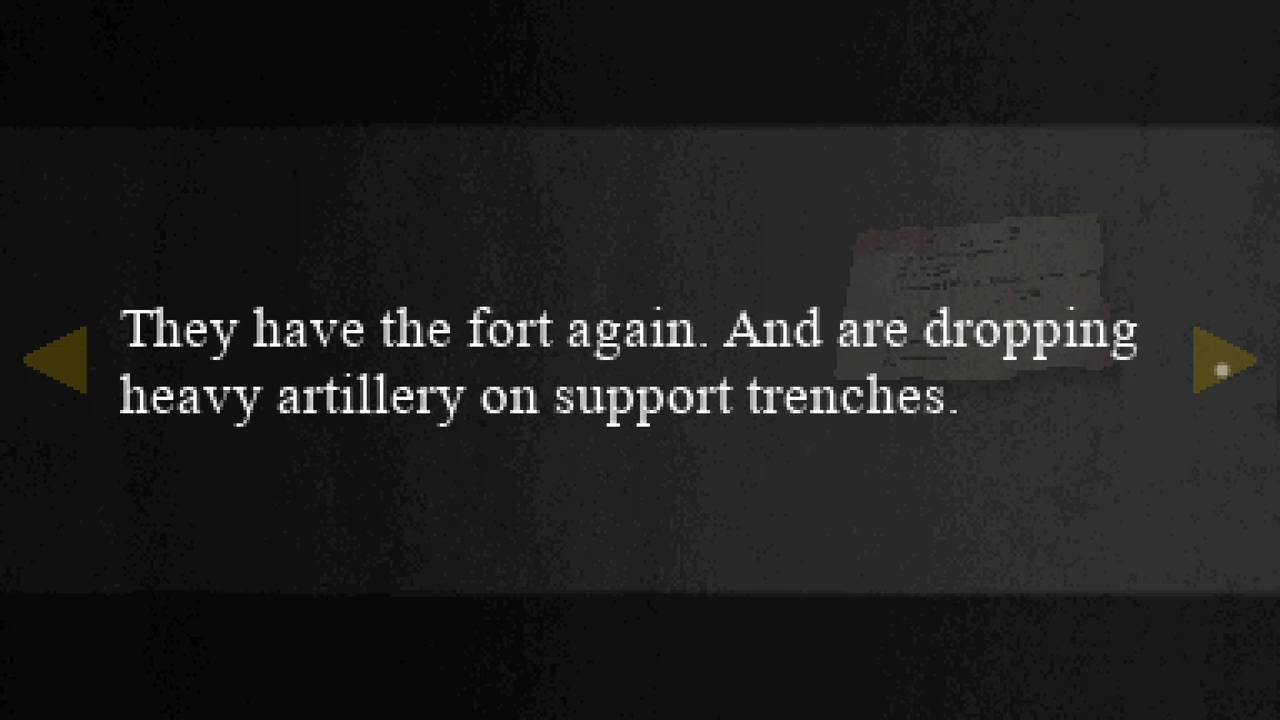 They have the fort again. And are dropping
heavy artillery on support trenches.